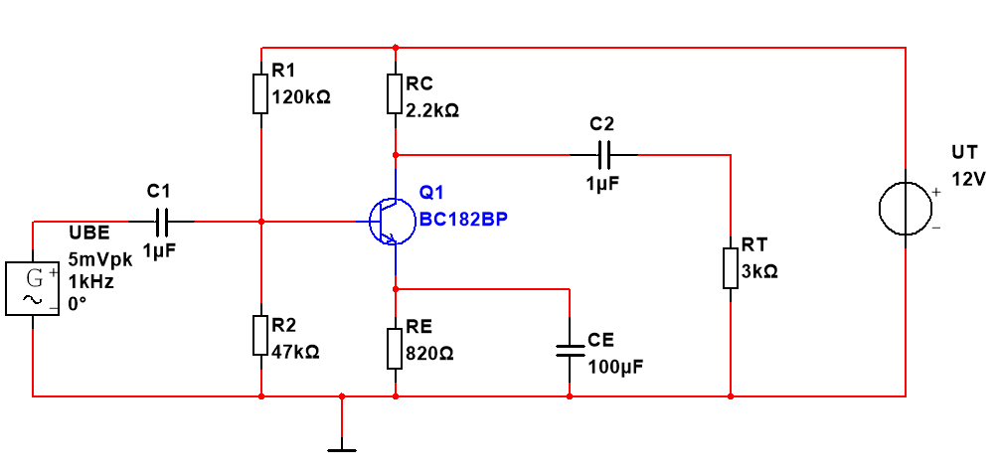 R1
120kΩ
RC
2.2kΩ
C2
1µF
UT
12V
+
−
Q1
BC182BP
C1
1µF
UBE
5mVpk
1kHz
0°
G
+
−
RT
3kΩ
R2
47kΩ
RE
820Ω
CE
100µF